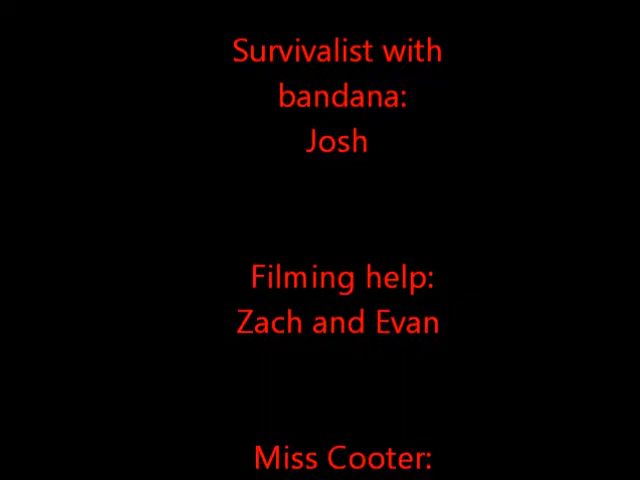 Survivalist with
bandana:
Josh
Filming help:
Zach and Evan
Miss Cooter: